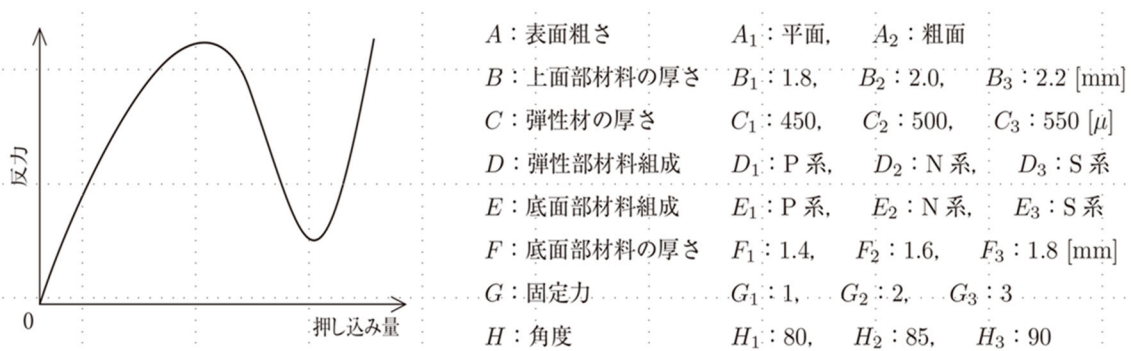 反力
0
押し込み量
A：表面粗さ A₁：平面, A₂：粗面
B：上面部材料の厚さ B₁：1.8, B₂：2.0, B₃：2.2 [mm]
C：弾性材の厚さ C₁：450, C₂：500, C₃：550 [μ]
D：弾性部材料組成 D₁：P 系, D₂：N 系, D₃：S 系
E：底面部材料組成 E₁：P 系, E₂：N 系, E₃：S 系
F：底面部材料の厚さ F₁：1.4, F₂：1.6, F₃：1.8 [mm]
G：固定力 G₁：1, G₂：2, G₃：3
H：角度 H₁：80, H₂：85, H₃：90